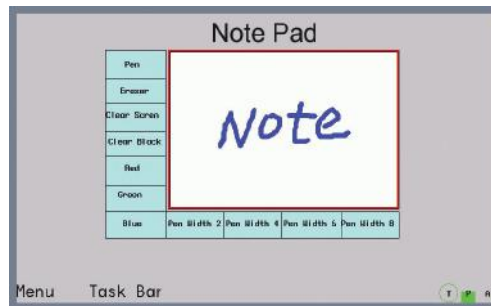 Note Pad
Pen
Eraser
Clear Scren
Clear Block
Red
Green
Blue
Pen Width 2
Pen Width 4
Pen Width 6
Pen Width 8
Note
Menu
Task Bar
T
P
A